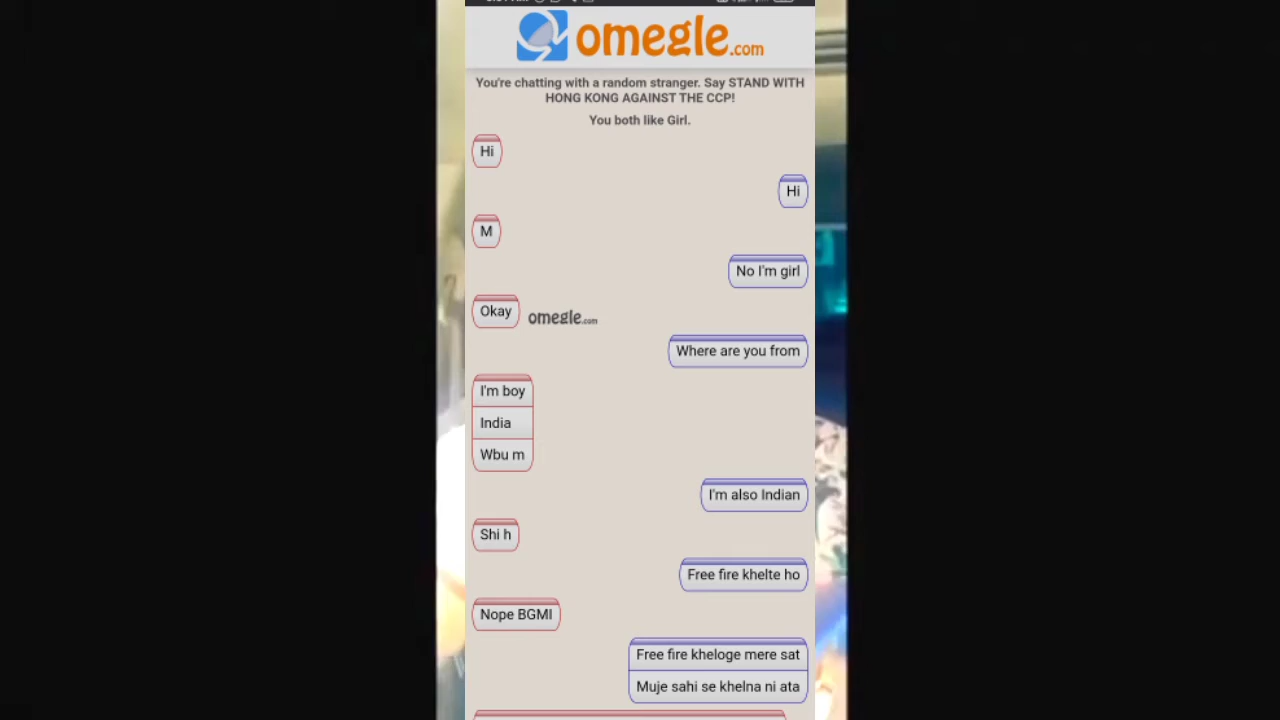 omegle.com
You're chatting with a random stranger. Say STAND WITH
HONG KONG AGAINST THE CCP!
You both like Girl.
Hi
Hi
M
No I'm girl
Okay
omegle.com
Where are you from
I'm boy
India
Wbu m
I'm also Indian
Shi h
Free fire khelte ho
Nope BGMI
Free fire kheloge mere sat
Muje sahi se khelna ni ata